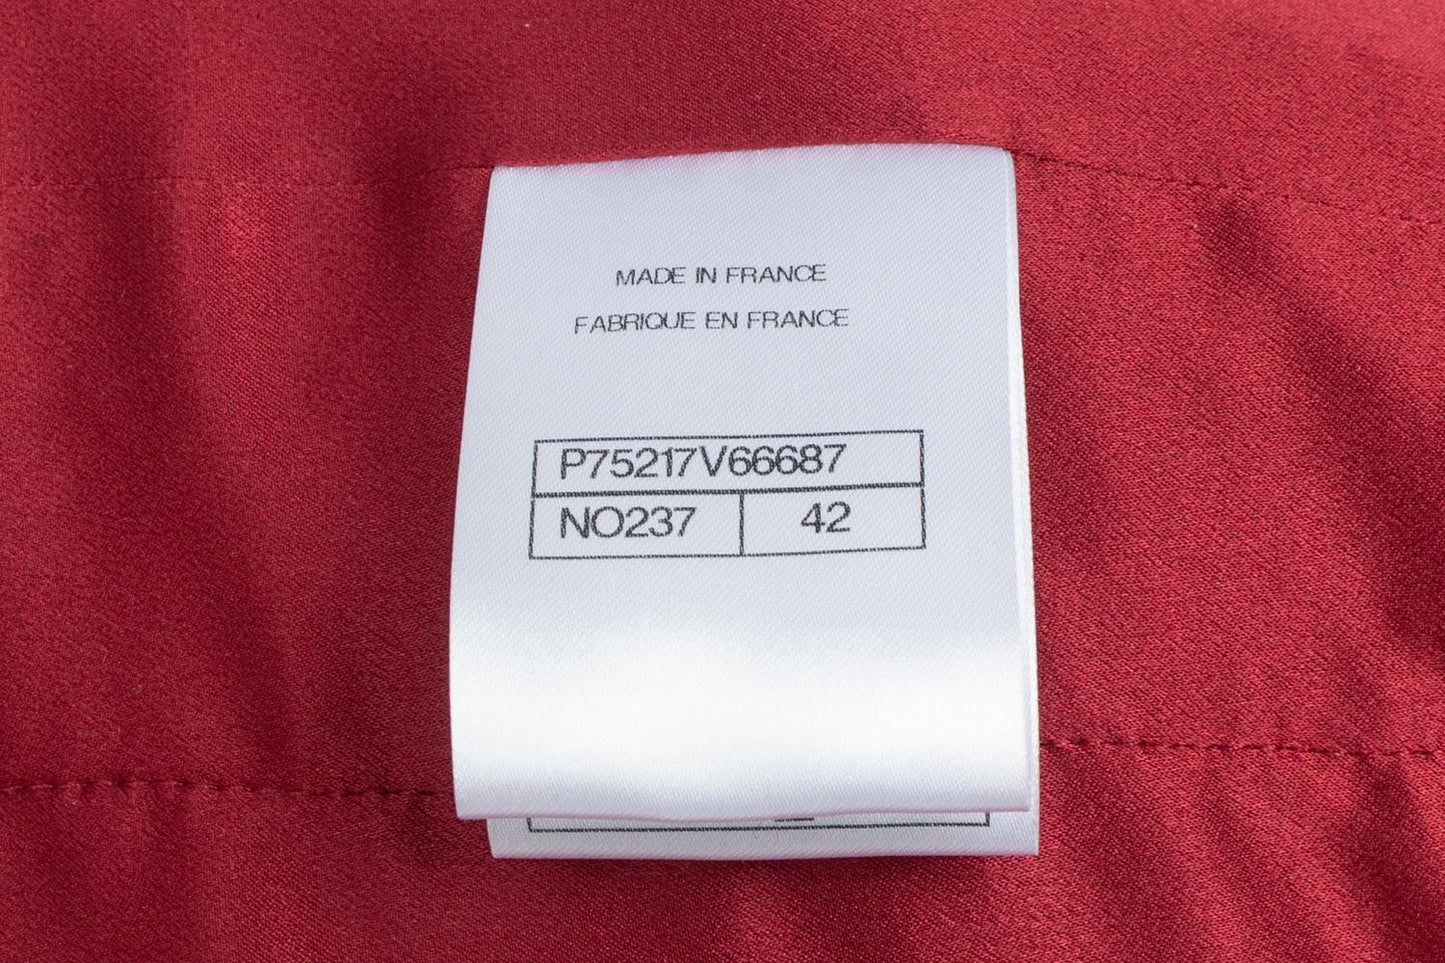 MADE IN FRANCE
FABRIQUE EN FRANCE
P75217V66687
NO237 42